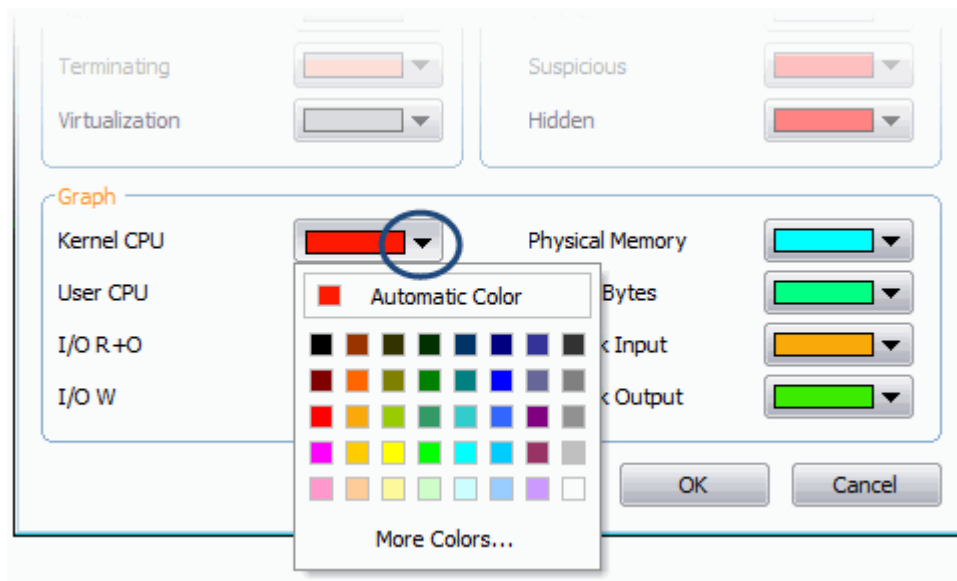 Terminating Suspicious
Virtualization Hidden
Graph
Kernel CPU Physical Memory
User CPU Automatic Color Bytes
I/O R+O Input
I/O W Output
OK Cancel
More Colors...